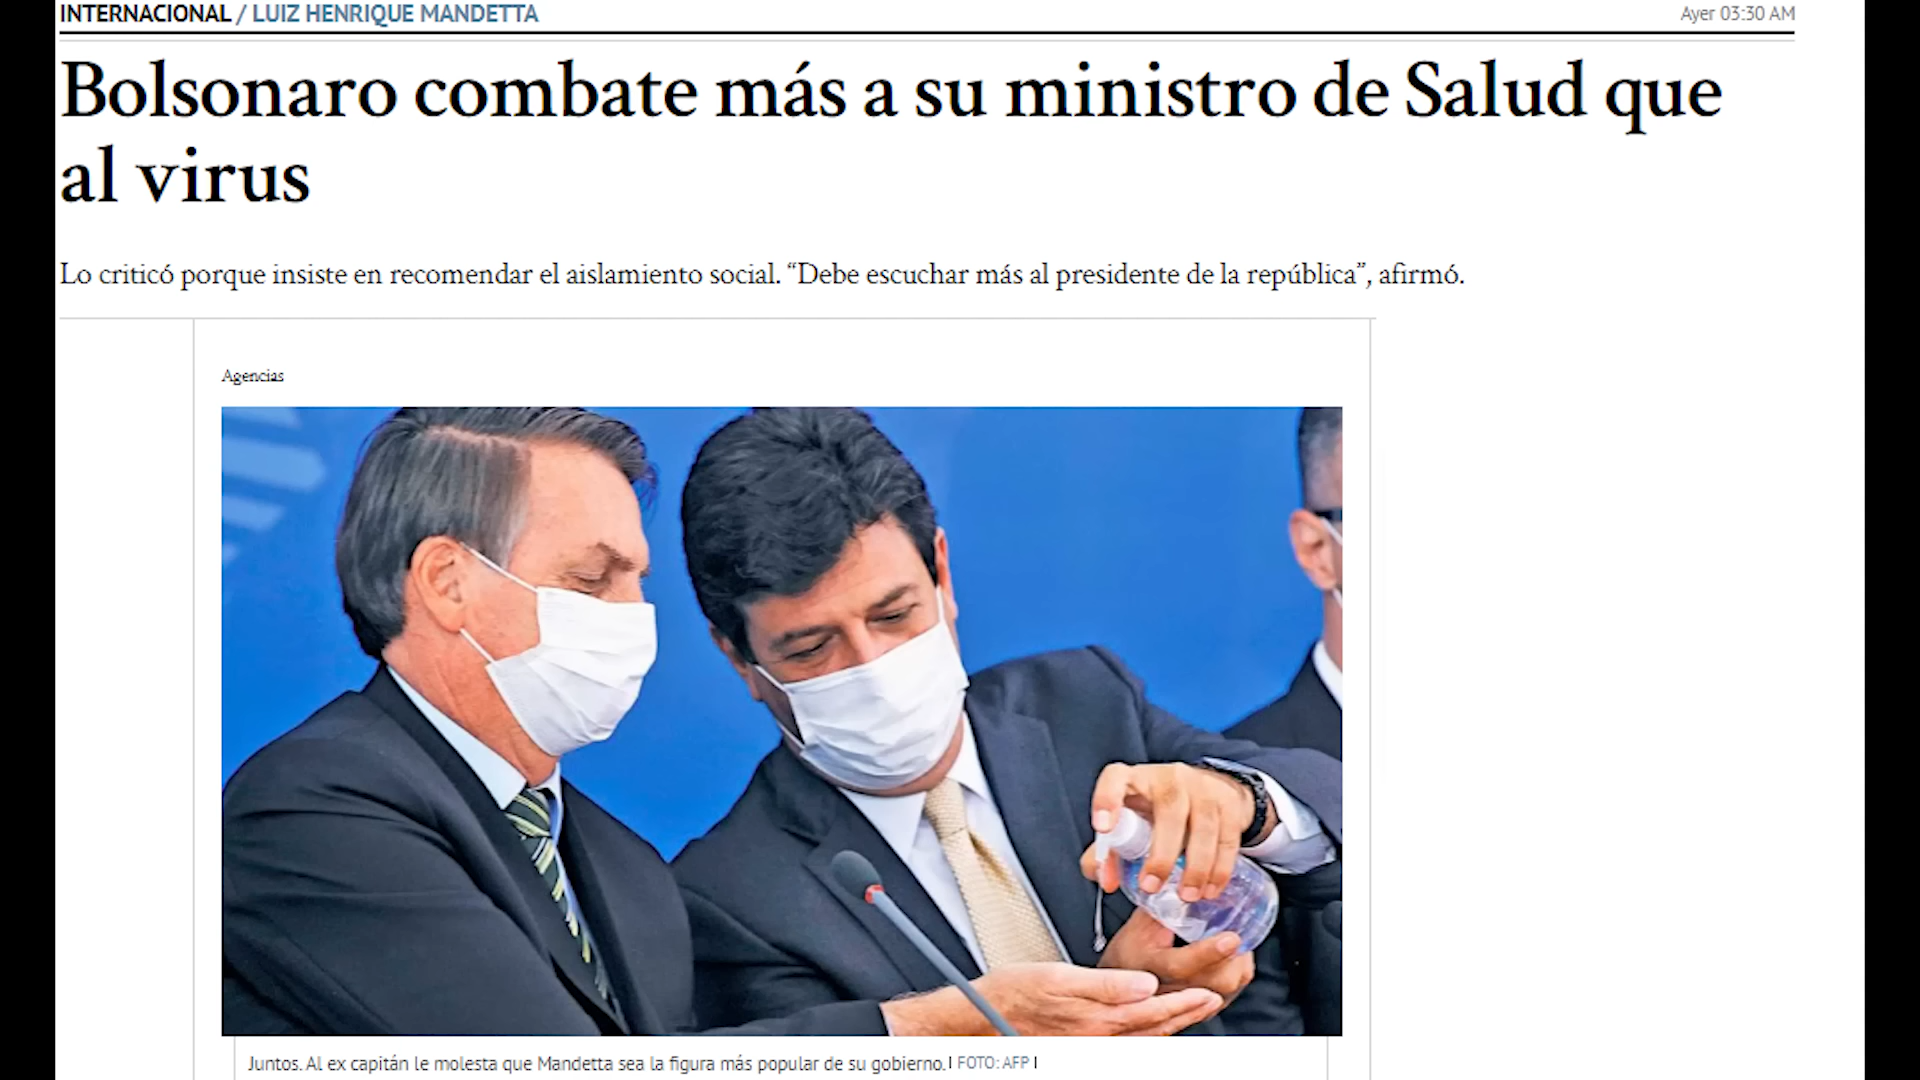 INTERNACIONAL / LUIZ HENRIQUE MANDETTA
Ayer 03:30 AM
Bolsonaro combate más a su ministro de Salud que
al virus
Lo criticó porque insiste en recomendar el aislamiento social. “Debe escuchar más al presidente de la república”, afirmó.
Agencias
Juntos. Al ex capitán le molesta que Mandetta sea la figura más popular de su gobierno. | FOTO: AFP |